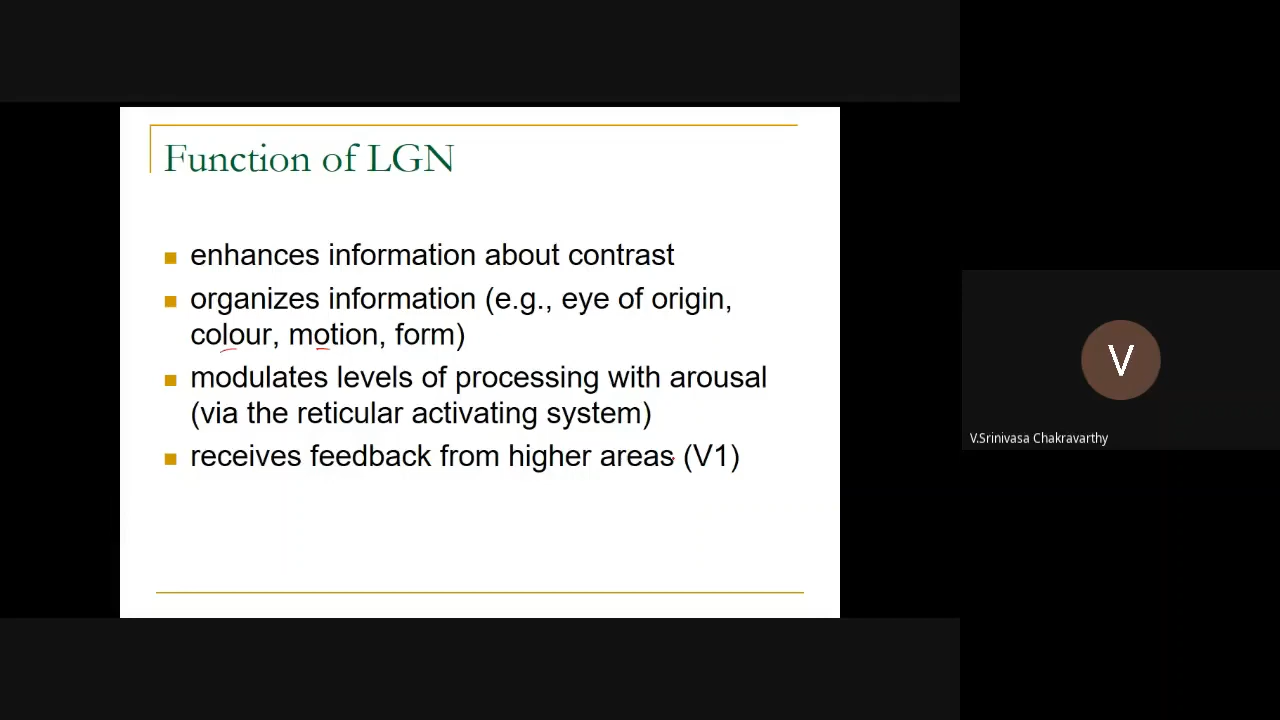 Function of LGN
enhances information about contrast
organizes information (e.g., eye of origin,
colour, motion, form)
modulates levels of processing with arousal
(via the reticular activating system)
receives feedback from higher areas (V1)
V
V.Srinivasa Chakravarthy